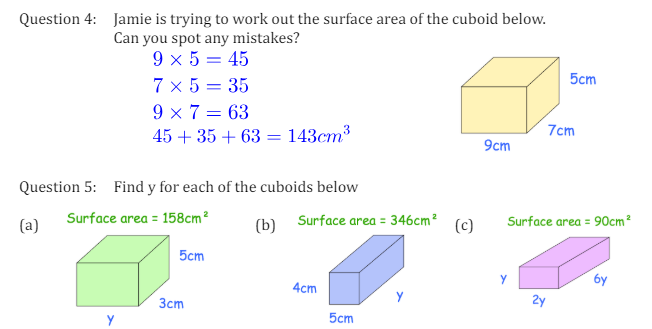 Question 4: Jamie is trying to work out the surface area of the cuboid below.
Can you spot any mistakes?
9 × 5 = 45
7 × 5 = 35
9 × 7 = 63
45 + 35 + 63 = 143cm³
5cm
7cm
9cm
Question 5: Find y for each of the cuboids below
(a) Surface area = 158cm²
5cm
3cm
y
(b) Surface area = 346cm²
4cm
y
5cm
(c) Surface area = 90cm²
y
6y
2y